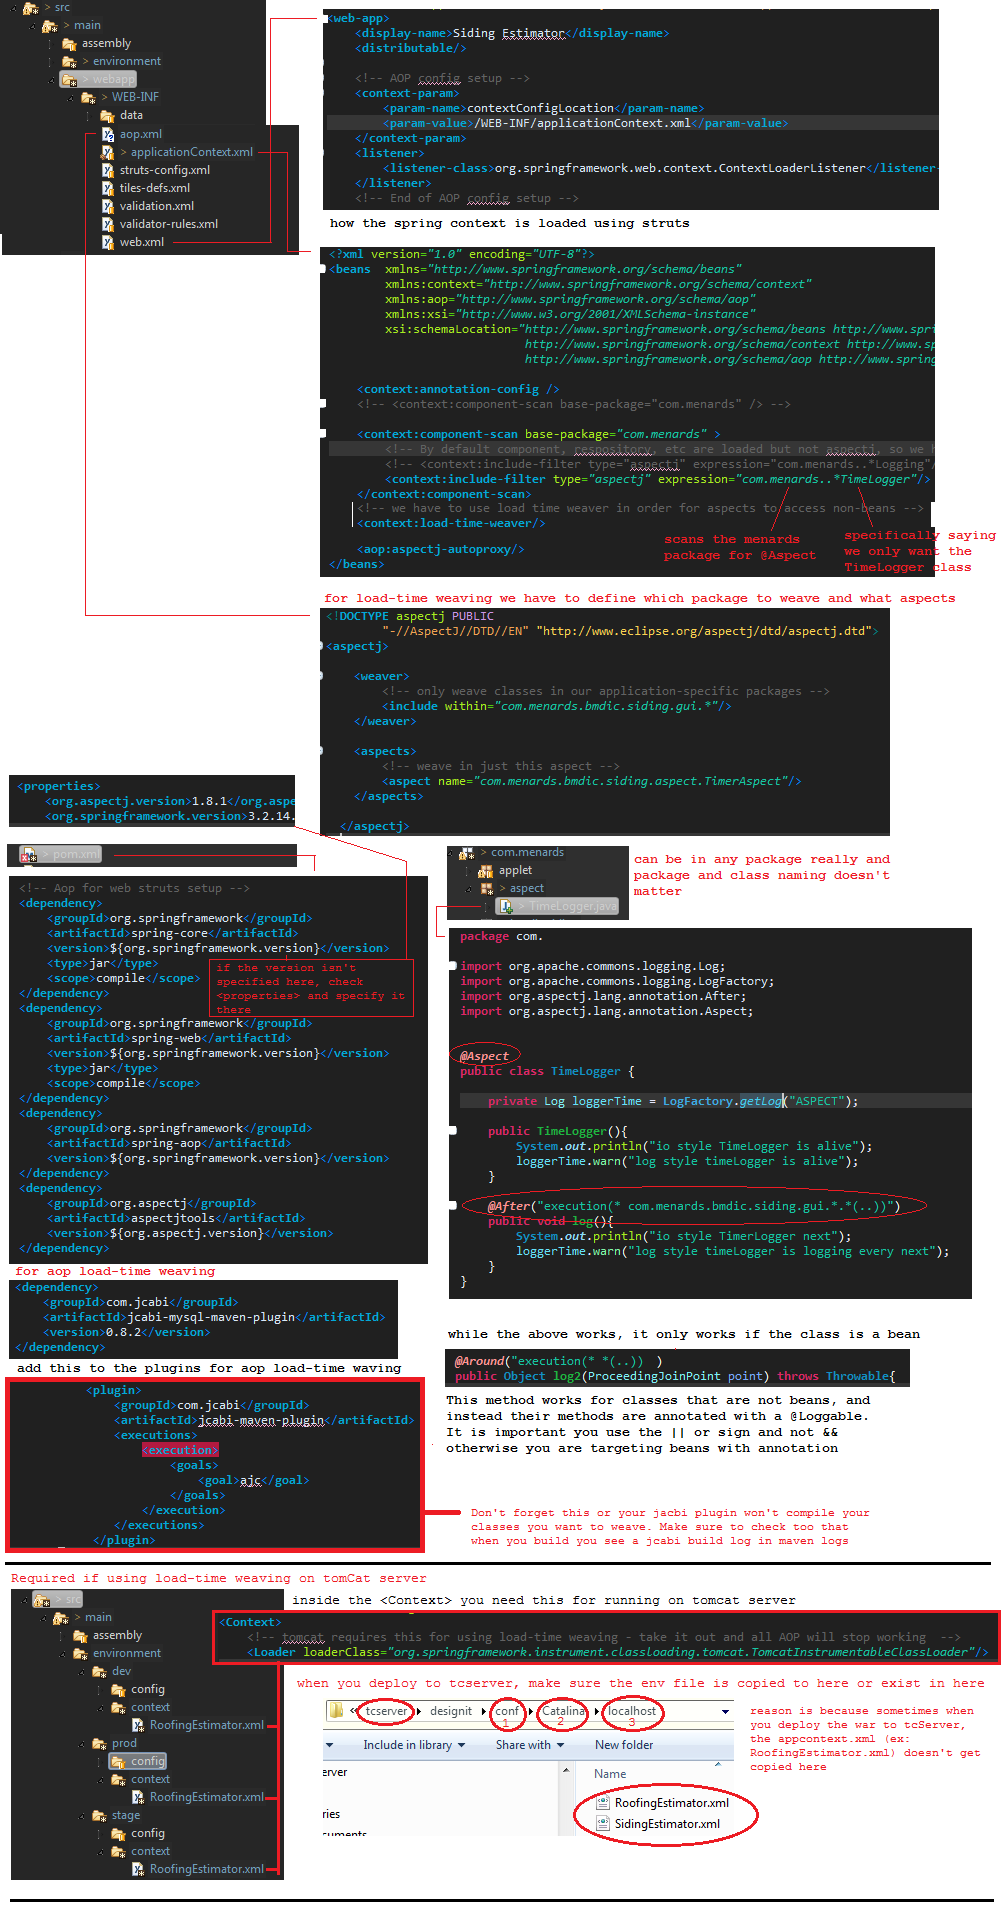 > src
> main
assembly
> environment
> webapp
> WEB-INF
data
aop.xml
> applicationContext.xml
struts-config.xml
tiles-defs.xml
validation.xml
validator-rules.xml
web.xml
<web-app>
<display-name>Siding Estimator</display-name>
<distributable/>
<!-- AOP config setup -->
<context-param>
<param-name>contextConfigLocation</param-name>
<param-value>/WEB-INF/applicationContext.xml</param-value>
</context-param>
<listener>
<listener-class>org.springframework.web.context.ContextLoaderListener</listener-
</listener>
<!-- End of AOP config setup -->
how the spring context is loaded using struts
<?xml version="1.0" encoding="UTF-8"?>
<beans xmlns="http://www.springframework.org/schema/beans"
xmlns:context="http://www.springframework.org/schema/context"
xmlns:aop="http://www.springframework.org/schema/aop"
xmlns:xsi="http://www.w3.org/2001/XMLSchema-instance"
xsi:schemaLocation="http://www.springframework.org/schema/beans http://www.spri
http://www.springframework.org/schema/context http://www.sp
http://www.springframework.org/schema/aop http://www.spring
<context:annotation-config />
<!-- <context:component-scan base-package="com.menards" /> -->
<context:component-scan base-package="com.menards" >
<!-- By default component, respository, etc are loaded but not aspectj, so we h
<!-- <context:include-filter type="aspectj" expression="com.menards..*Logging"/
<context:include-filter type="aspectj" expression="com.menards..*TimeLogger"/>
</context:component-scan>
<!-- we have to use load time weaver in order for aspects to access non-beans -->
<context:load-time-weaver/>
<aop:aspectj-autoproxy/>
</beans>
scans the menards
package for @Aspect
specifically saying
we only want the
TimeLogger class
for load-time weaving we have to define which package to weave and what aspects
<!DOCTYPE aspectj PUBLIC
"-//AspectJ//DTD//EN" "http://www.eclipse.org/aspectj/dtd/aspectj.dtd">
<aspectj>
<weaver>
<!-- only weave classes in our application-specific packages -->
<include within="com.menards.bmdic.siding.gui.*"/>
</weaver>
<aspects>
<!-- weave in just this aspect -->
<aspect name="com.menards.bmdic.siding.aspect.TimerAspect"/>
</aspects>
</aspectj>
<properties>
<org.aspectj.version>1.8.1</org.aspe
<org.springframework.version>3.2.14.
> pom.xml
<!-- Aop for web struts setup -->
<dependency>
<groupId>org.springframework</groupId>
<artifactId>spring-core</artifactId>
<version>${org.springframework.version}</version>
<type>jar</type>
<scope>compile</scope>
</dependency>
<dependency>
<groupId>org.springframework</groupId>
<artifactId>spring-web</artifactId>
<version>${org.springframework.version}</version>
<type>jar</type>
<scope>compile</scope>
</dependency>
<dependency>
<groupId>org.springframework</groupId>
<artifactId>spring-aop</artifactId>
<version>${org.springframework.version}</version>
</dependency>
<dependency>
<groupId>org.aspectj</groupId>
<artifactId>aspectjtools</artifactId>
<version>${org.aspectj.version}</version>
</dependency>
if the version isn't
specified here, check
<properties> and specify it
there
for aop load-time weaving
<dependency>
<groupId>com.jcabi</groupId>
<artifactId>jcabi-mysql-maven-plugin</artifactId>
<version>0.8.2</version>
</dependency>
add this to the plugins for aop load-time waving
<plugin>
<groupId>com.jcabi</groupId>
<artifactId>jcabi-maven-plugin</artifactId>
<executions>
<execution>
<goals>
<goal>ajc</goal>
</goals>
</execution>
</executions>
</plugin>
> com.menards
applet
> aspect
> TimeLogger.java
can be in any package really and
package and class naming doesn't
matter
package com.
import org.apache.commons.logging.Log;
import org.apache.commons.logging.LogFactory;
import org.aspectj.lang.annotation.After;
import org.aspectj.lang.annotation.Aspect;
@Aspect
public class TimeLogger {
private Log loggerTime = LogFactory.getLog("ASPECT");
public TimeLogger(){
System.out.println("io style TimeLogger is alive");
loggerTime.warn("log style timeLogger is alive");
}
@After("execution(* com.menards.bmdic.siding.gui.*.*(..))")
public void log(){
System.out.println("io style TimerLogger next");
loggerTime.warn("log style timeLogger is logging every next");
}
}
while the above works, it only works if the class is a bean
@Around("execution(* *(..)) )
public Object log2(ProceedingJoinPoint point) throws Throwable{
This method works for classes that are not beans, and
instead their methods are annotated with a @Loggable.
It is important you use the || or sign and not &&
otherwise you are targeting beans with annotation
Don't forget this or your jacbi plugin won't compile your
classes you want to weave. Make sure to check too that
when you build you see a jcabi build log in maven logs
Required if using load-time weaving on tomCat server
> src
> main
assembly
environment
dev
config
context
RoofingEstimator.xml
prod
config
context
RoofingEstimator.xml
stage
config
context
RoofingEstimator.xml
inside the <Context> you need this for running on tomcat server
<Context>
<!-- tomcat requires this for using load-time weaving - take it out and all AOP will stop working -->
<Loader loaderClass="org.springframework.instrument.classloading.tomcat.TomcatInstrumentableClassLoader"/>
when you deploy to tcserver, make sure the env file is copied to here or exist in here
« tcserver designit conf Catalina localhost
1 2 3
Include in library Share with New folder
erver
ries
cuments
Name
RoofingEstimator.xml
SidingEstimator.xml
reason is because sometimes when
you deploy the war to tcServer,
the appcontext.xml (ex:
RoofingEstimator.xml) doesn't get
copied here